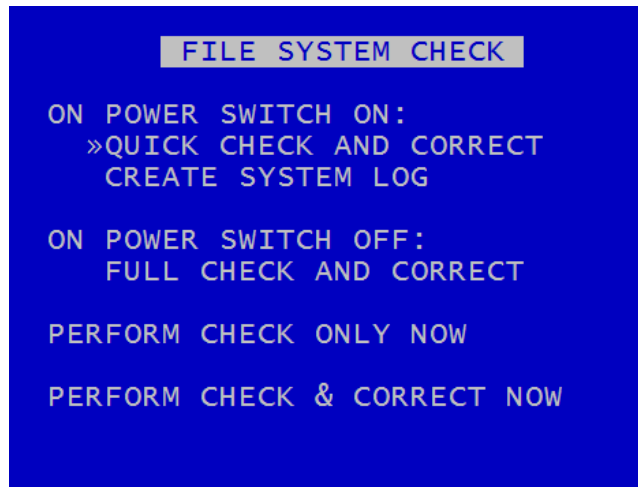 FILE SYSTEM CHECK
ON POWER SWITCH ON:
»QUICK CHECK AND CORRECT
CREATE SYSTEM LOG
ON POWER SWITCH OFF:
FULL CHECK AND CORRECT
PERFORM CHECK ONLY NOW
PERFORM CHECK & CORRECT NOW